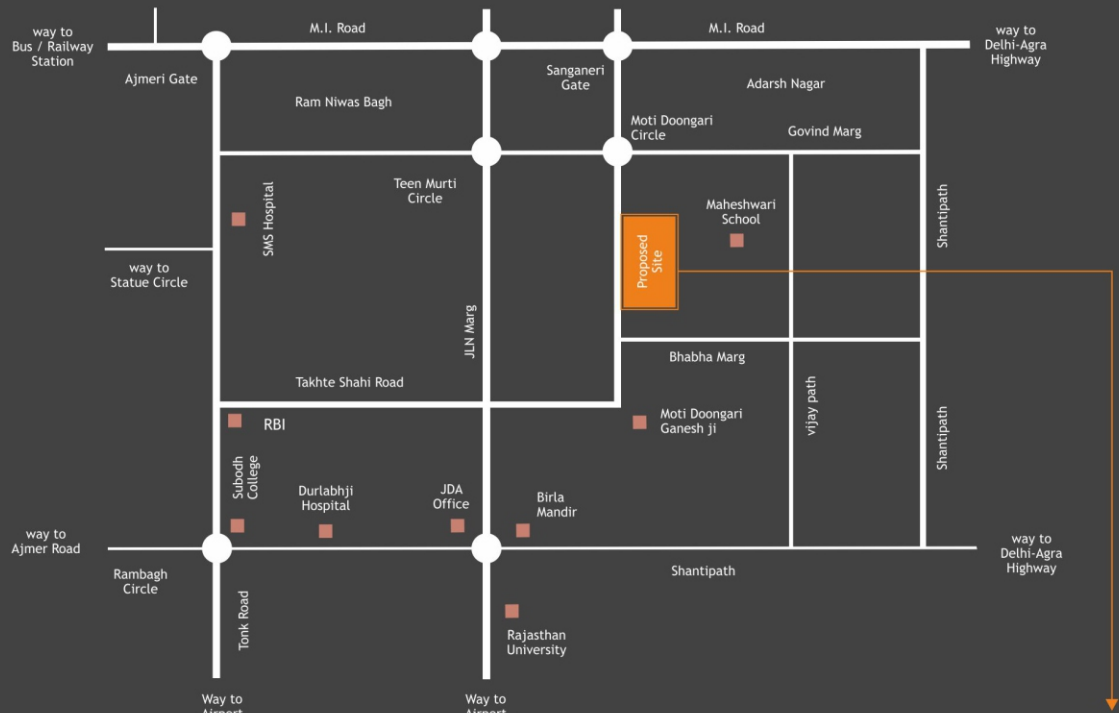 way to
Bus / Railway
Station
M.I. Road
M.I. Road
way to
Delhi-Agra
Highway
Ajmeri Gate
Sanganeri
Gate
Adarsh Nagar
Ram Niwas Bagh
Moti Doongari
Circle
Govind Marg
Teen Murti
Circle
SMS Hospital
Maheshwari
School
Shantipath
Proposed
Site
way to
Statue Circle
JLN Marg
Bhabha Marg
Takhte Shahi Road
vijay path
RBI
Moti Doongari
Ganesh ji
Shantipath
Subodh
College
Durlabhji
Hospital
JDA
Office
Birla
Mandir
way to
Ajmer Road
way to
Delhi-Agra
Highway
Rambagh
Circle
Shantipath
Tonk Road
Rajasthan
University
Way to
Airport
Way to
Airport